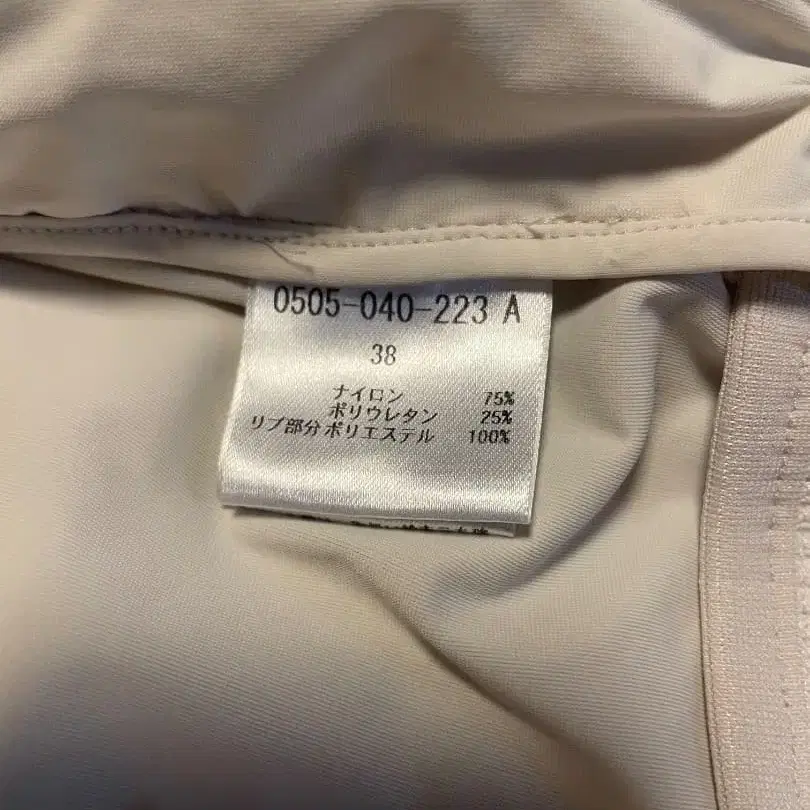 0505-040-223 A
38
ナイロン 75%
ポリウレタン 25%
リブ部分 ポリエステル 100%